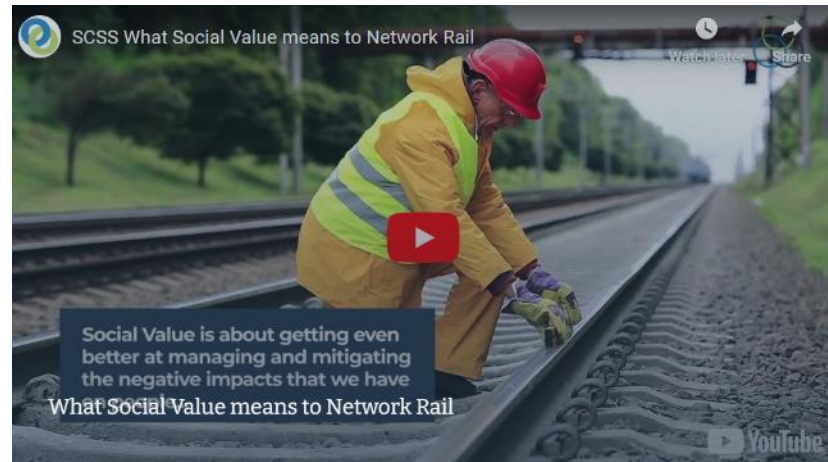 SCSS What Social Value means to Network Rail
Watch later
Share
Social Value is about getting even
better at managing and mitigating
the negative impacts that we have
What Social Value means to Network Rail
YouTube